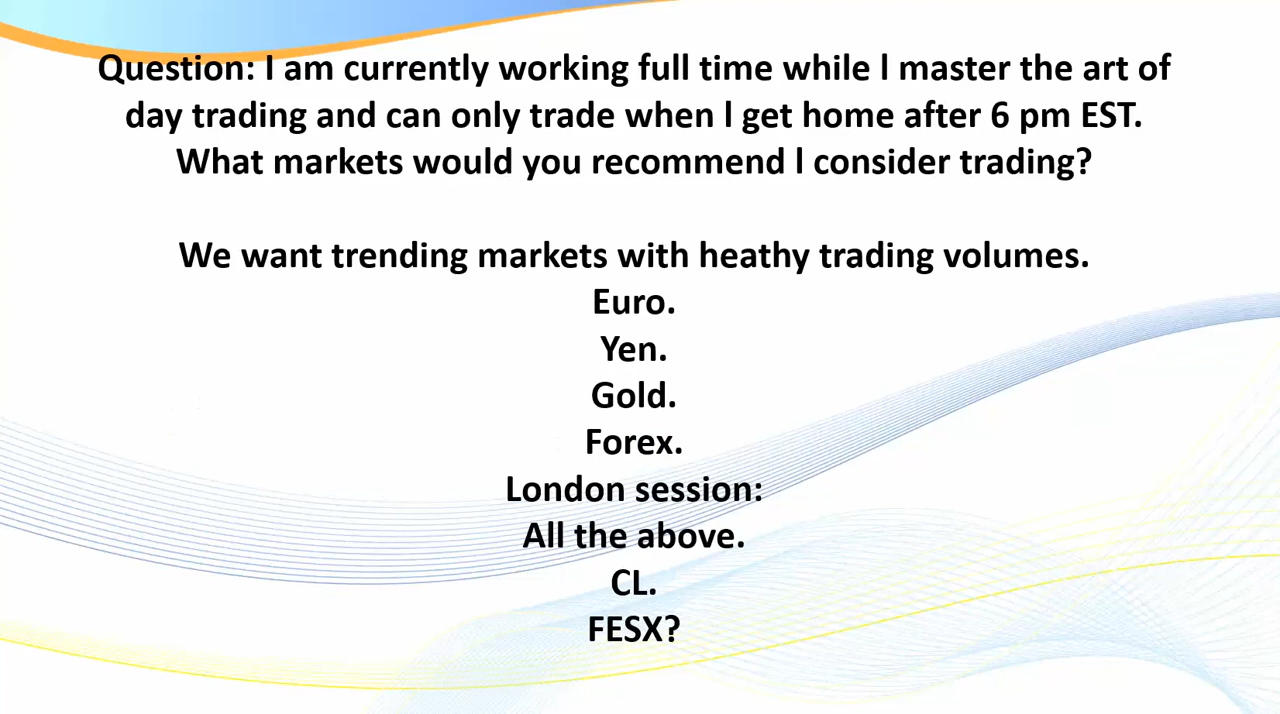 Question: I am currently working full time while l master the art of
day trading and can only trade when l get home after 6 pm EST.
What markets would you recommend l consider trading?
We want trending markets with heathy trading volumes.
Euro.
Yen.
Gold.
Forex.
London session:
All the above.
CL.
FESX?